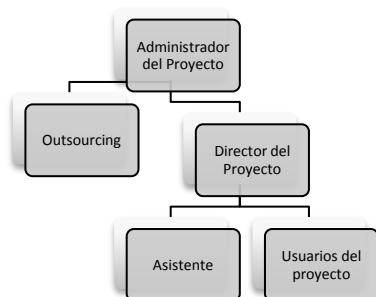 Administrador
del Proyecto
Outsourcing
Director del
Proyecto
Asistente
Usuarios del
proyecto